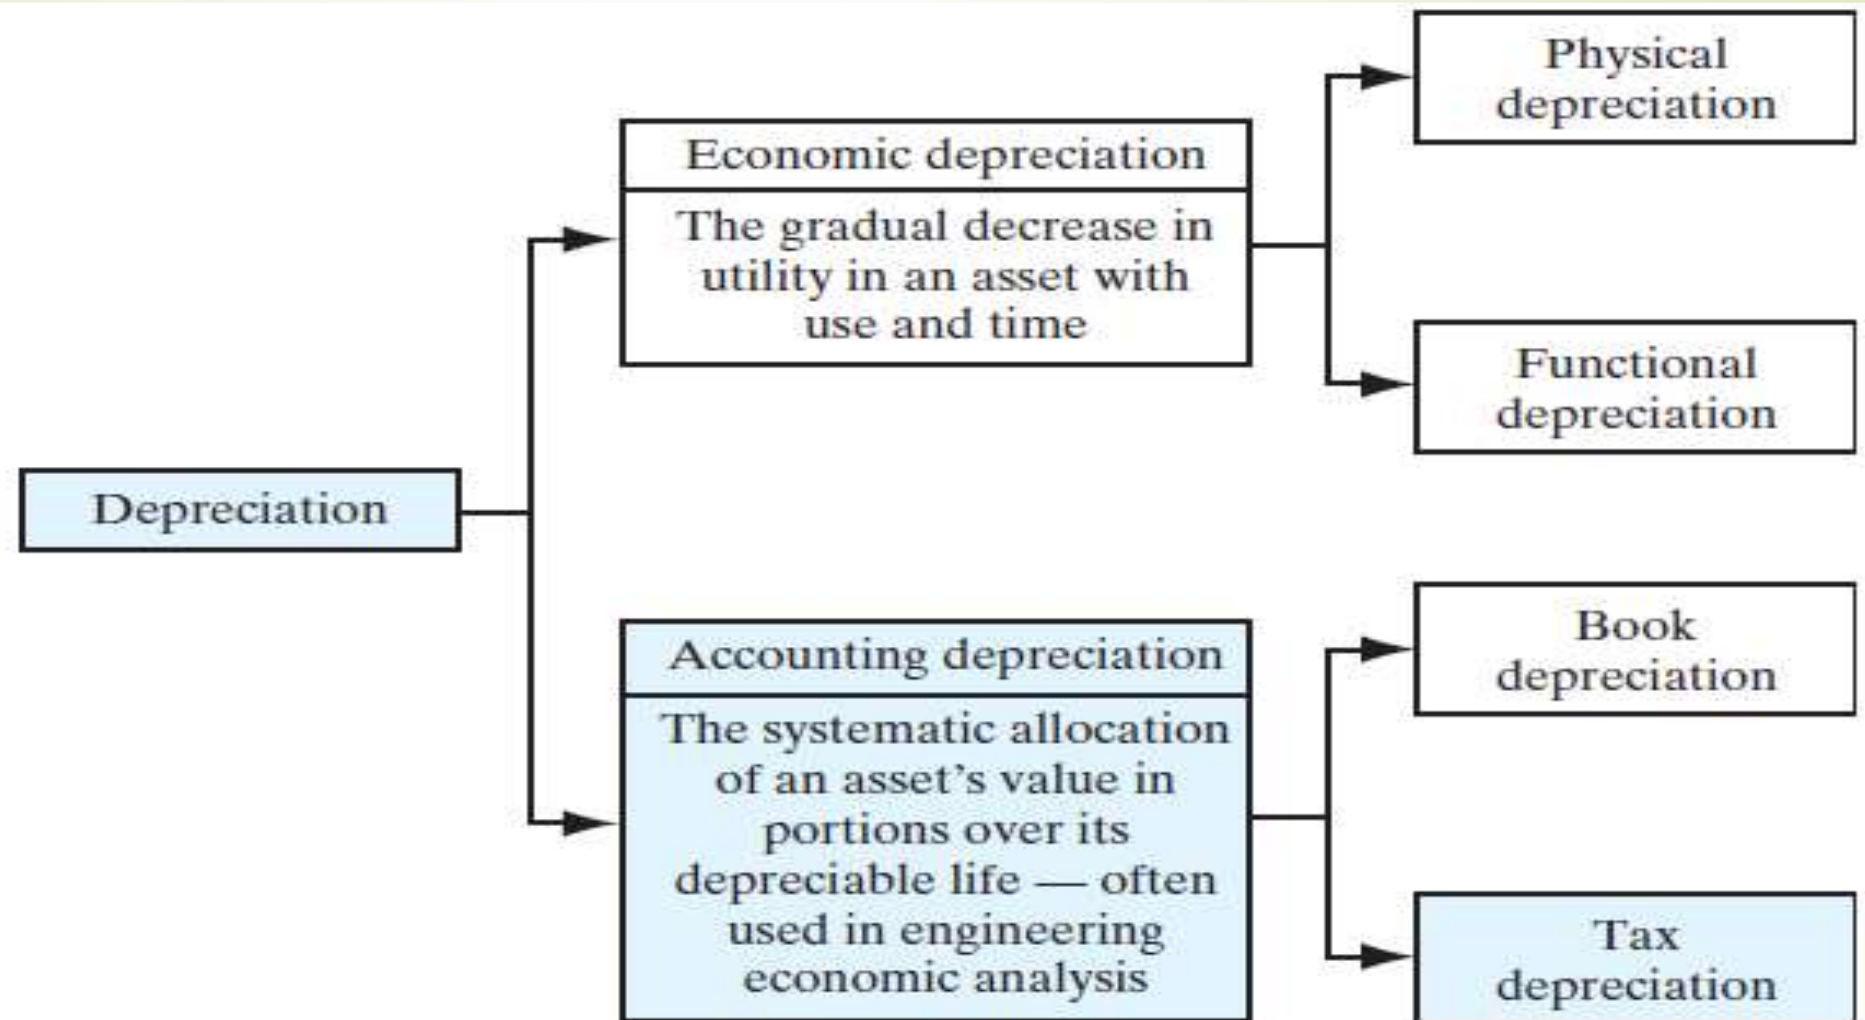 Physical
depreciation
Economic depreciation
The gradual decrease in
utility in an asset with
use and time
Functional
depreciation
Depreciation
Accounting depreciation
The systematic allocation
of an asset's value in
portions over its
depreciable life — often
used in engineering
economic analysis
Book
depreciation
Tax
depreciation